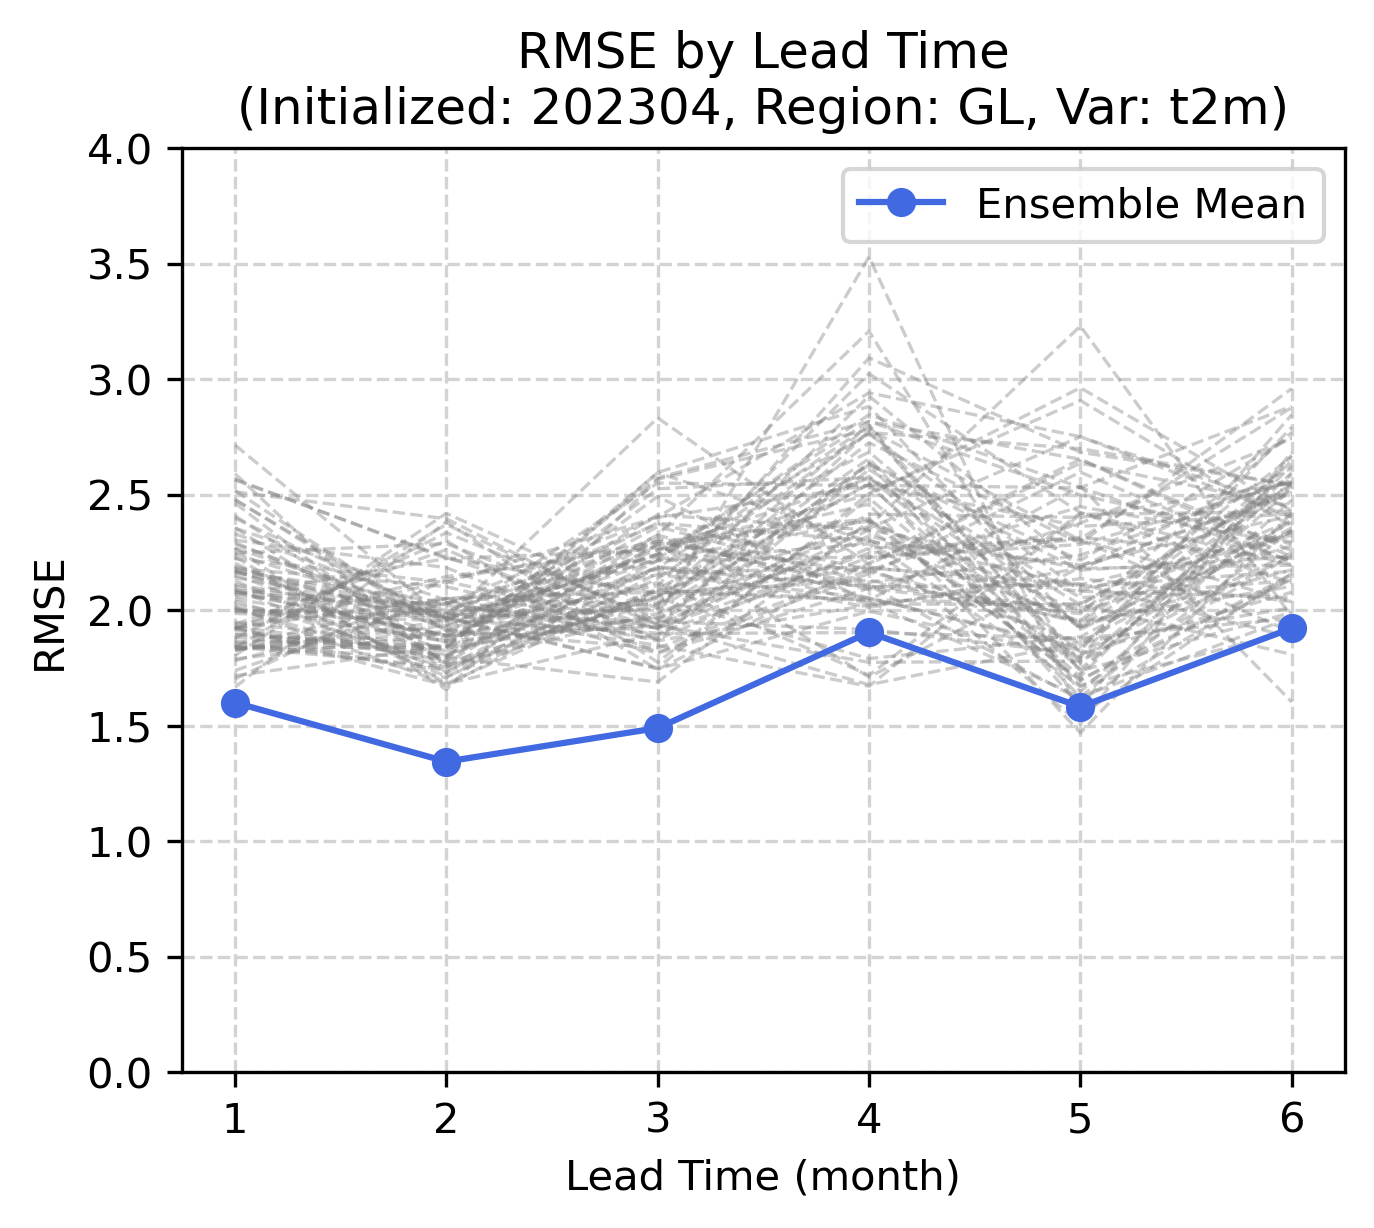 RMSE by Lead Time
(Initialized: 202304, Region: GL, Var: t2m)
Ensemble Mean
4.0
3.5
3.0
2.5
2.0
1.5
1.0
0.5
0.0
RMSE
1 2 3 4 5 6
Lead Time (month)